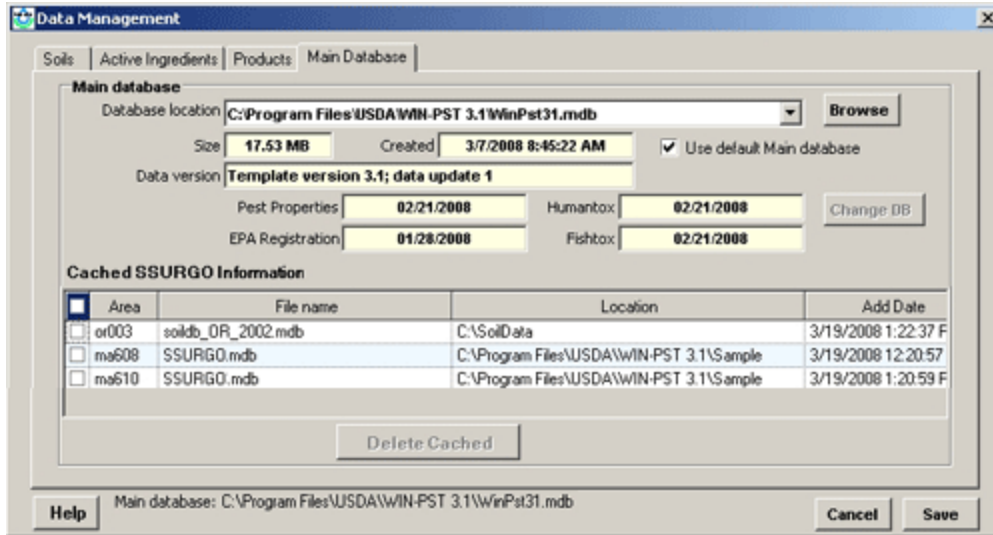 Data Management
Soils Active Ingredients Products Main Database
Main database
Database location C:\Program Files\USDA\WIN-PST 3.1\WinPst31.mdb Browse
Size 17.53 MB Created 3/7/2008 8:45:22 AM Use default Main database
Data version Template version 3.1; data update 1
Pest Properties 02/21/2008 Humantox 02/21/2008 Change DB
EPA Registration 01/28/2008 Fishtox 02/21/2008
Cached SSURGO Information
Area File name Location Add Date
or003 soildb_OR_2002.mdb C:\SoilData 3/19/2008 1:22:37 P
ma608 SSURGO.mdb C:\Program Files\USDA\WIN-PST 3.1\Sample 3/19/2008 12:20:57
ma610 SSURGO.mdb C:\Program Files\USDA\WIN-PST 3.1\Sample 3/19/2008 1:20:59 P
Delete Cached
Help Main database: C:\Program Files\USDA\WIN-PST 3.1\WinPst31.mdb Cancel Save